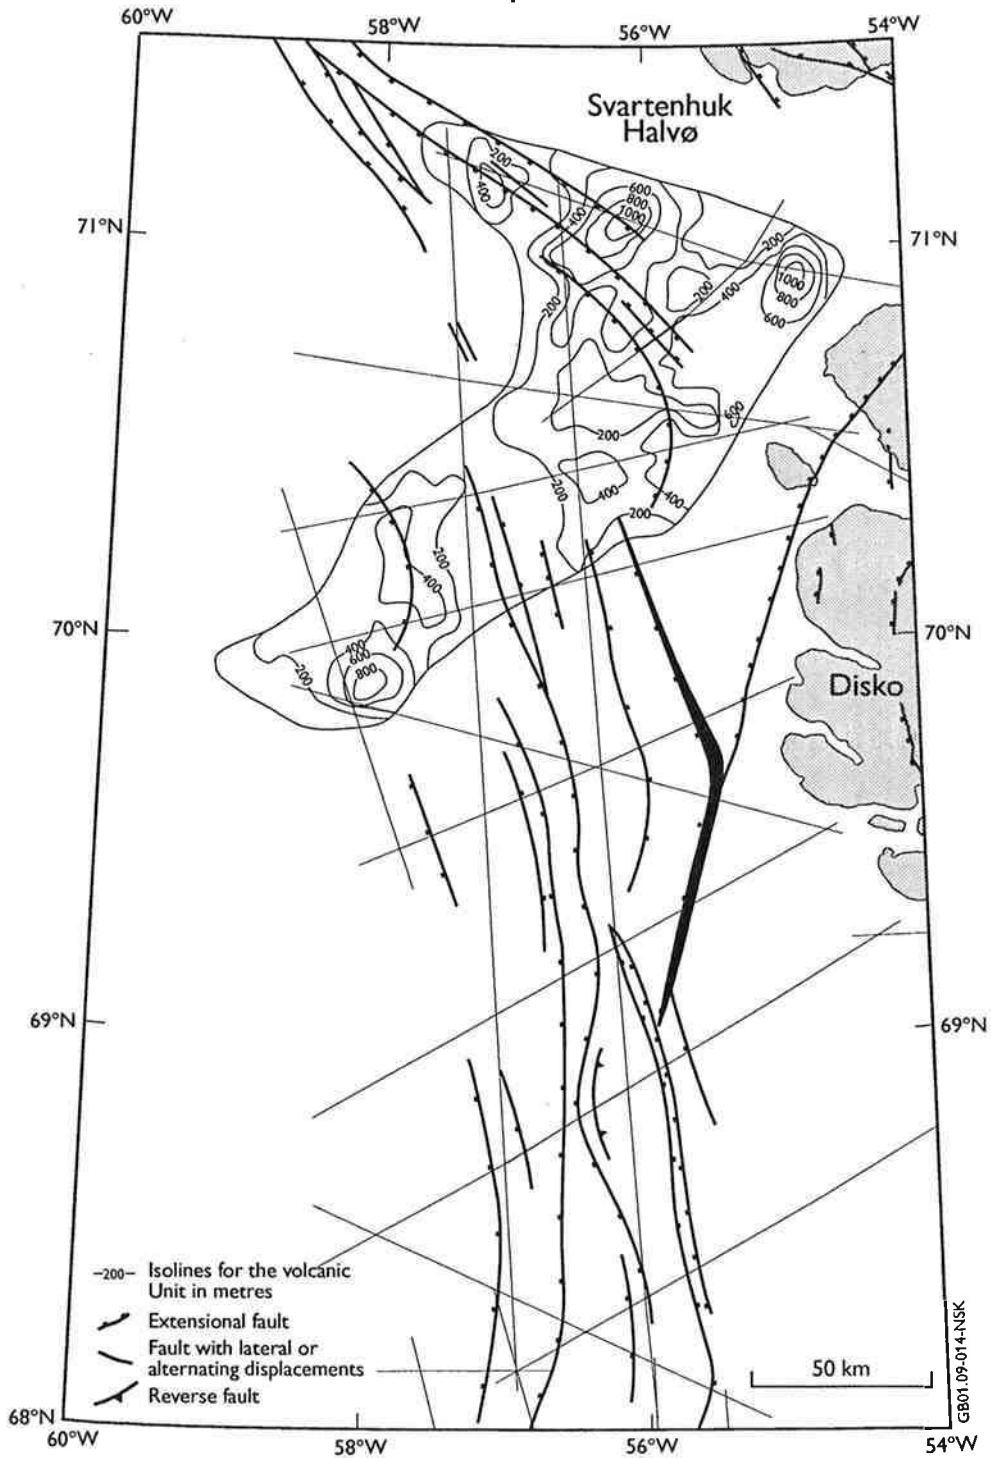 60°W
58°W
56°W
54°W
Svartenhuk
Halvø
200
400
400
600
800
1000
200
1000
800
600
71°N
71°N
200
400
200
600
200
200
400
400
200
200
400
70°N
70°N
400
600
800
200
Disko
69°N
69°N
–200– Isolines for the volcanic
Unit in metres
Extensional fault
Fault with lateral or
alternating displacements
Reverse fault
50 km
GB01.09-014-NSK
68°N
60°W
58°W
56°W
54°W